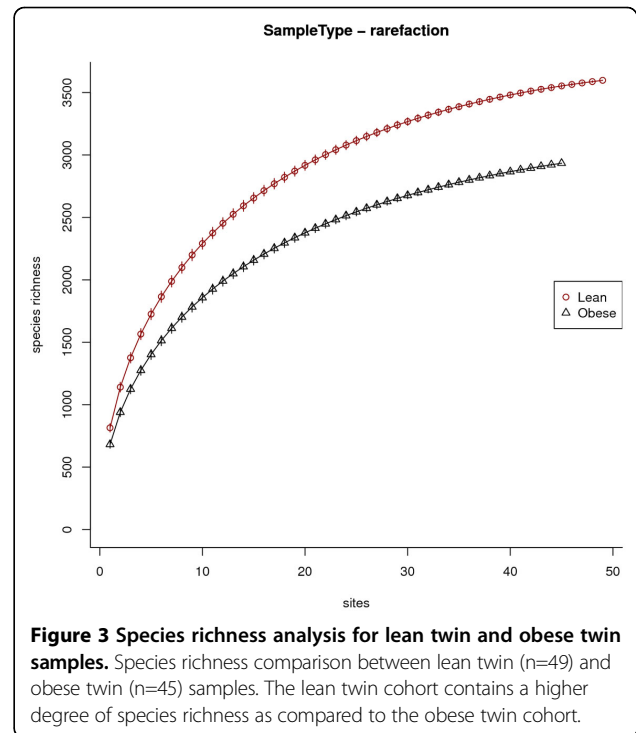 SampleType – rarefaction
species richness
3500
3000
2500
2000
1500
1000
500
0
Lean
Obese
0 10 20 30 40 50
sites
Figure 3 Species richness analysis for lean twin and obese twin
samples. Species richness comparison between lean twin (n=49) and
obese twin (n=45) samples. The lean twin cohort contains a higher
degree of species richness as compared to the obese twin cohort.